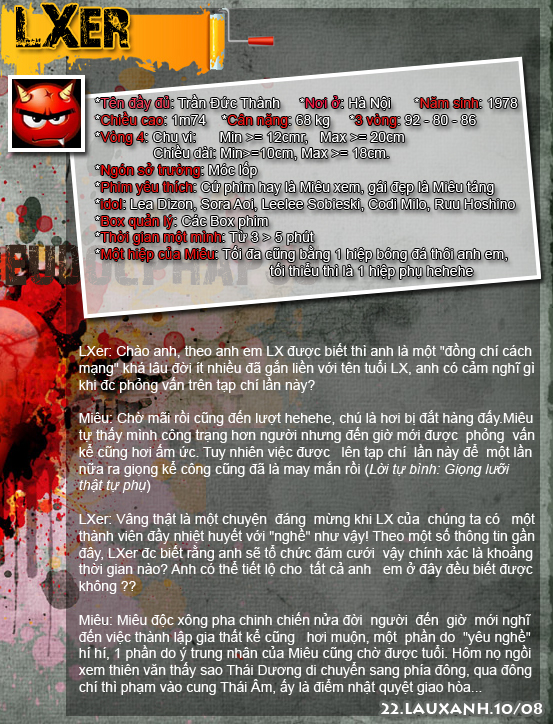 LXER
*Tên đầy đủ: Trần Đức Thành *Nơi ở: Hà Nội *Năm sinh: 1978
*Chiều cao: 1m74 *Cân nặng: 68 kg *3 vòng: 92 - 80 - 86
*Vòng 4: Chu vi: Min >= 12cmr, Max >= 20cm
Chiều dài: Min>=10cm, Max >= 18cm.
*Ngón sở trường: Móc lốp
*Phim yêu thích: Cứ phim hay là Miêu xem, gái đẹp là Miêu tăng
*Idol: Lea Dizon, Sora Aoi, Leelee Sobieski, Codi Milo, Ruu Hoshino
*Box quản lý: Các Box phim
*Thời gian một mình: Từ 3 > 5 phút
*Một hiệp của Miêu: Tối đa cũng bằng 1 hiệp bóng đá thôi anh em,
tối thiểu thì là 1 hiệp phụ hehehe
LXer: Chào anh, theo anh em LX được biết thì anh là một "đồng chí cách
mạng" khá lâu đời ít nhiều đã gắn liền với tên tuổi LX, anh có cảm nghĩ gì
khi đc phỏng vấn trên tạp chí lần này?
Miêu: Chờ mãi rồi cũng đến lượt hehehe, chú là hơi bị đắt hàng đấy.Miêu
tự thấy mình công trạng hơn người nhưng đến giờ mới được phỏng vấn
kể cũng hơi ấm ức. Tuy nhiên việc được lên tạp chí lần này để một lần
nữa ra giọng kể công cũng đã là may mắn rồi (Lời tự bình: Giọng lưỡi
thật tự phụ)
LXer: Vâng thật là một chuyện đáng mừng khi LX của chúng ta có một
thành viên đầy nhiệt huyết với "nghề" như vậy! Theo một số thông tin gần
đây, LXer đc biết rằng anh sẽ tổ chức đám cưới vậy chính xác là khoảng
thời gian nào? Anh có thể tiết lộ cho tất cả anh em ở đây đều biết được
không ??
Miêu: Miêu độc xông pha chinh chiến nửa đời người đến giờ mới nghĩ
đến việc thành lập gia thất kể cũng hơi muộn, một phần do "yêu nghề"
hí hí, 1 phần do ý trung nhân của Miêu cũng chờ được tuổi. Hôm nọ ngồi
xem thiên văn thấy sao Thái Dương di chuyển sang phía đông, qua đông
chí thì phạm vào cung Thái Âm, ấy là điểm nhật quyệt giao hòa...
22.LAUXANH.10/08